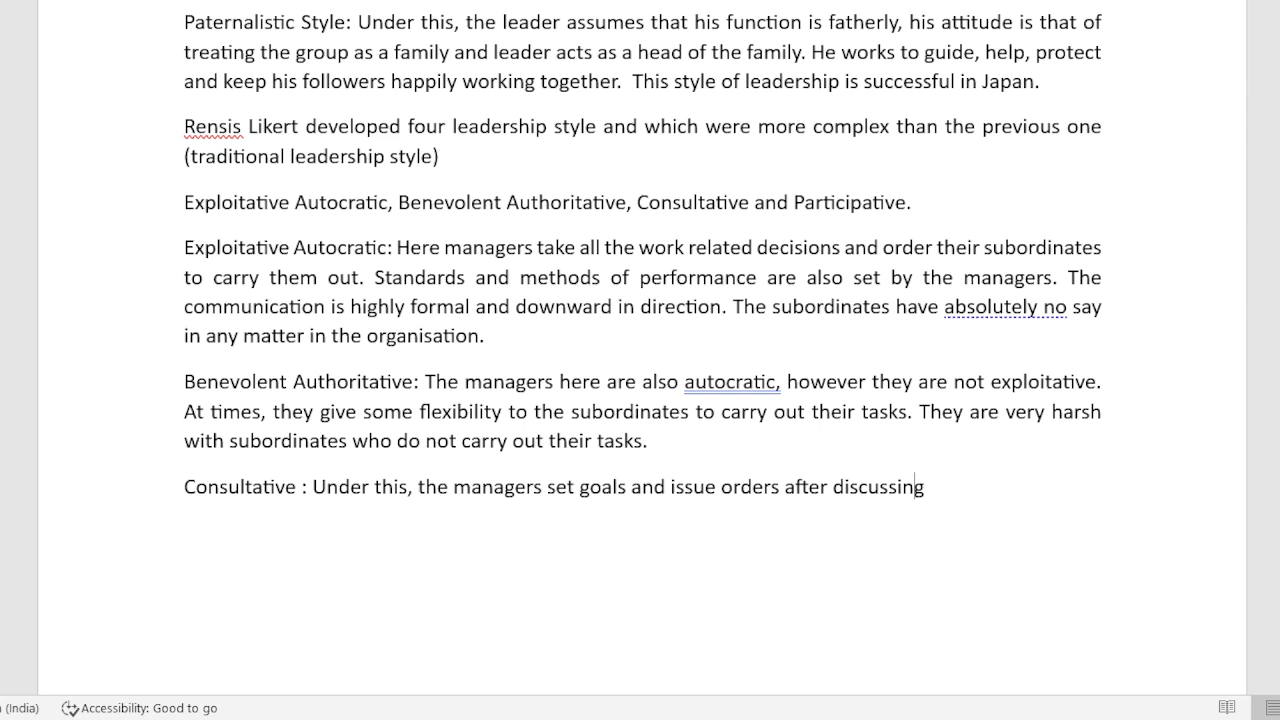 Paternalistic Style: Under this, the leader assumes that his function is fatherly, his attitude is that of
treating the group as a family and leader acts as a head of the family. He works to guide, help, protect
and keep his followers happily working together.  This style of leadership is successful in Japan.
Rensis Likert developed four leadership style and which were more complex than the previous one
(traditional leadership style)
Exploitative Autocratic, Benevolent Authoritative, Consultative and Participative.
Exploitative Autocratic: Here managers take all the work related decisions and order their subordinates
to carry them out. Standards and methods of performance are also set by the managers. The
communication is highly formal and downward in direction. The subordinates have absolutely no say
in any matter in the organisation.
Benevolent Authoritative: The managers here are also autocratic, however they are not exploitative.
At times, they give some flexibility to the subordinates to carry out their tasks. They are very harsh
with subordinates who do not carry out their tasks.
Consultative : Under this, the managers set goals and issue orders after discussing
(India) Accessibility: Good to go